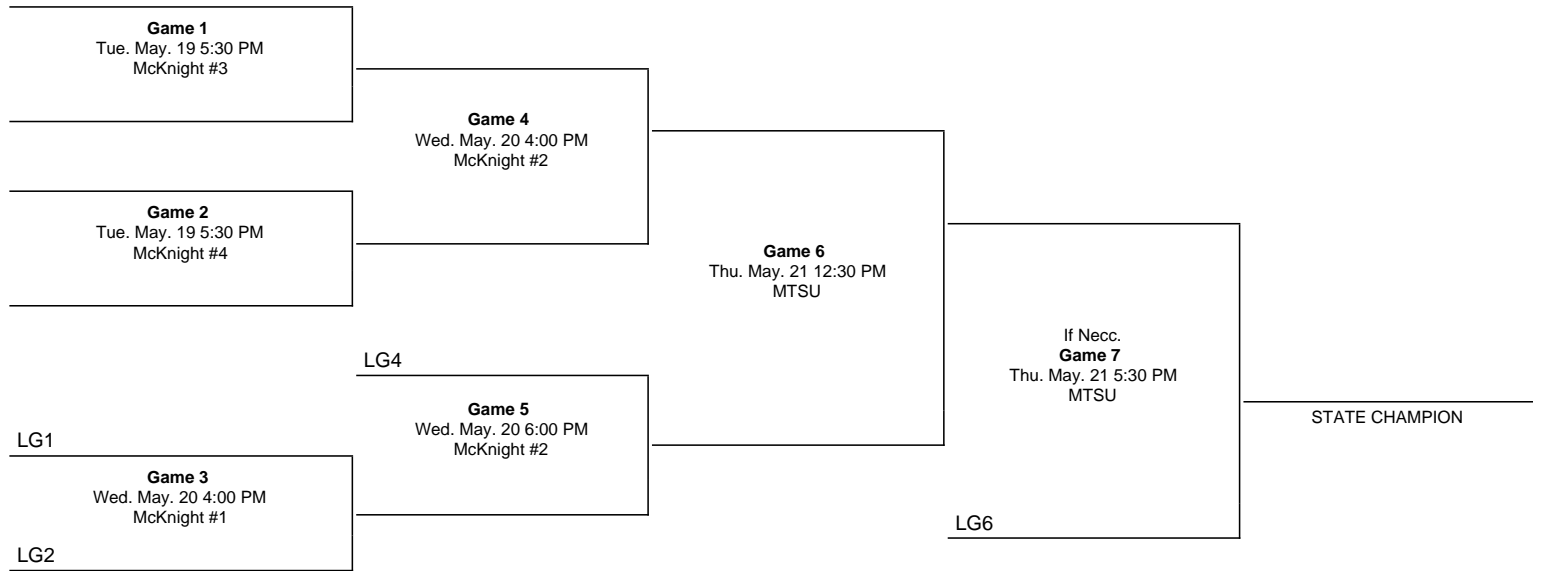 Game 1
Tue. May. 19 5:30 PM
McKnight #3
Game 2
Tue. May. 19 5:30 PM
McKnight #4
LG1
Game 3
Wed. May. 20 4:00 PM
McKnight #1
LG2
Game 4
Wed. May. 20 4:00 PM
McKnight #2
LG4
Game 5
Wed. May. 20 6:00 PM
McKnight #2
Game 6
Thu. May. 21 12:30 PM
MTSU
If Necc.
Game 7
Thu. May. 21 5:30 PM
MTSU
LG6
STATE CHAMPION